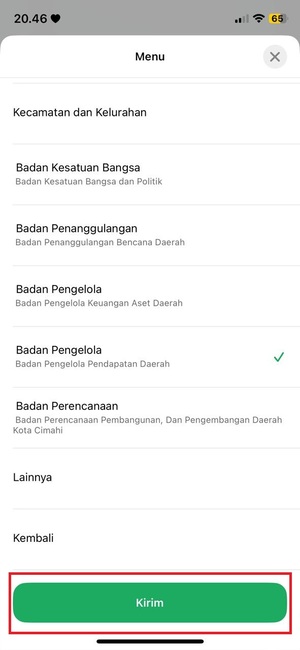 20.46
65
Menu
Kecamatan dan Kelurahan
Badan Kesatuan Bangsa
Badan Kesatuan Bangsa dan Politik
Badan Penanggulangan
Badan Penanggulangan Bencana Daerah
Badan Pengelola
Badan Pengelola Keuangan Aset Daerah
Badan Pengelola
Badan Pengelola Pendapatan Daerah
Badan Perencanaan
Badan Perencanaan Pembangunan, Dan Pengembangan Daerah
Kota Cimahi
Lainnya
Kembali
Kirim